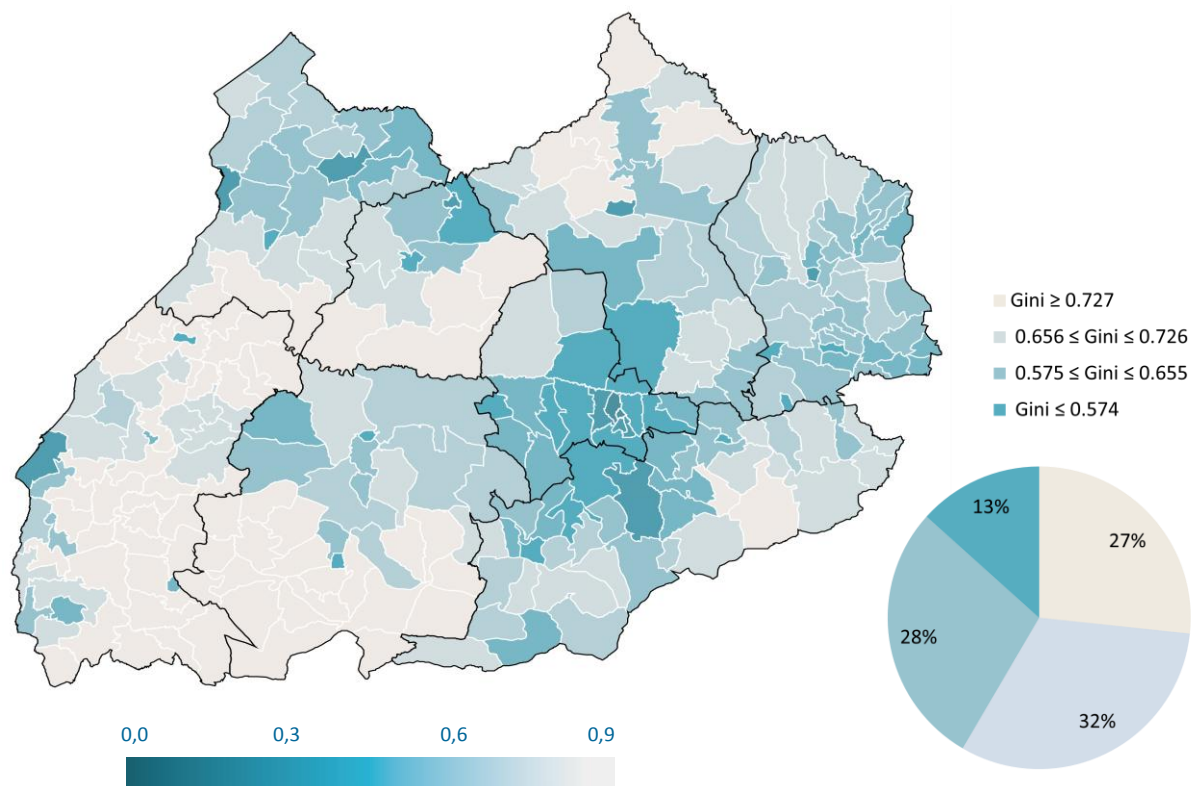 Gini ≥ 0.727
0.656 ≤ Gini ≤ 0.726
0.575 ≤ Gini ≤ 0.655
Gini ≤ 0.574
13%
27%
28%
32%
0,0 0,3 0,6 0,9